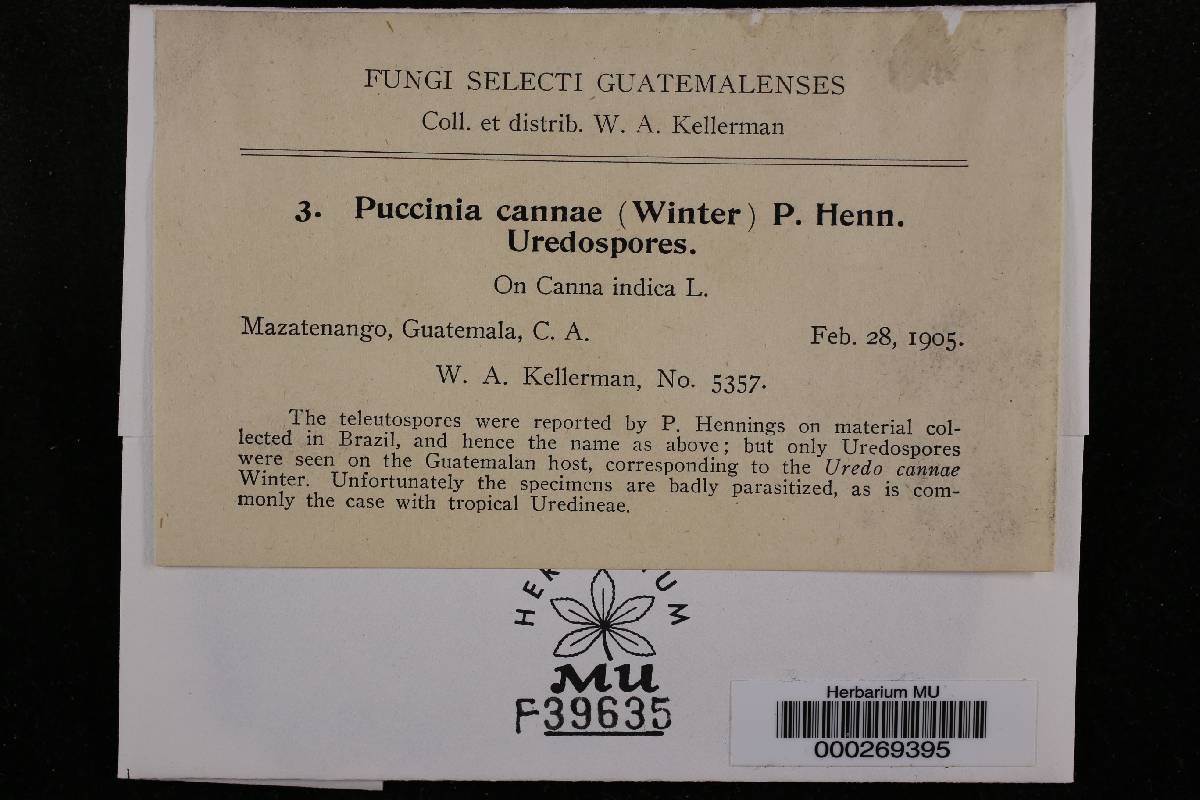 FUNGI SELECTI GUATEMALENSES
Coll. et distrib. W. A. Kellerman
3. Puccinia cannae (Winter) P. Henn.
Uredospores.
On Canna indica L.
Mazatenango, Guatemala, C. A. Feb. 28, 1905.
W. A. Kellerman, No. 5357.
The teleutospores were reported by P. Hennings on material col-
lected in Brazil, and hence the name as above; but only Uredospores
were seen on the Guatemalan host, corresponding to the Uredo cannae
Winter. Unfortunately the specimens are badly parasitized, as is com-
monly the case with tropical Uredineae.
MU
F39635
Herbarium MU
000269395